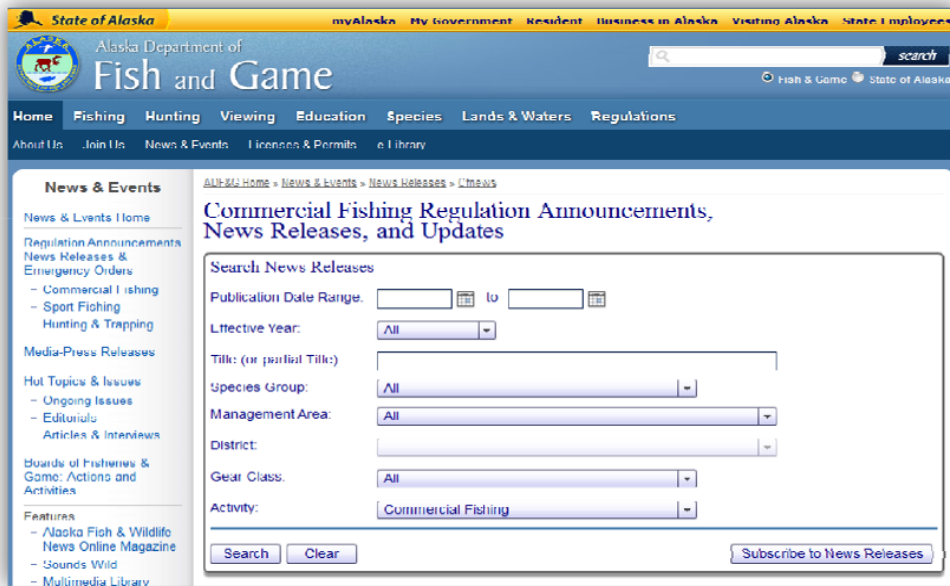 State of Alaska
myAlaska My Government Resident Business in Alaska Visiting Alaska State Employees
Alaska Department of
Fish and Game
search
Fish & Game State of Alaska
Home Fishing Hunting Viewing Education Species Lands & Waters Regulations
About Us Join Us News & Events Licenses & Permits e-Library
News & Events
News & Events Home
Regulation Announcements
News Releases &
Emergency Orders
– Commercial Fishing
– Sport Fishing
Hunting & Trapping
Media-Press Releases
Hot Topics & Issues
– Ongoing Issues
– Editorials
Articles & Interviews
Boards of Fisheries &
Game: Actions and
Activities
Features
– Alaska Fish & Wildlife
News Online Magazine
– Sounds Wild
– Multimedia Library
ADF&G Home » News & Events » News Releases » Cfnews
Commercial Fishing Regulation Announcements,
News Releases, and Updates
Search News Releases
Publication Date Range: to
Effective Year: All
Title (or partial Title)
Species Group: All
Management Area: All
District:
Gear Class: All
Activity: Commercial Fishing
Search Clear Subscribe to News Releases